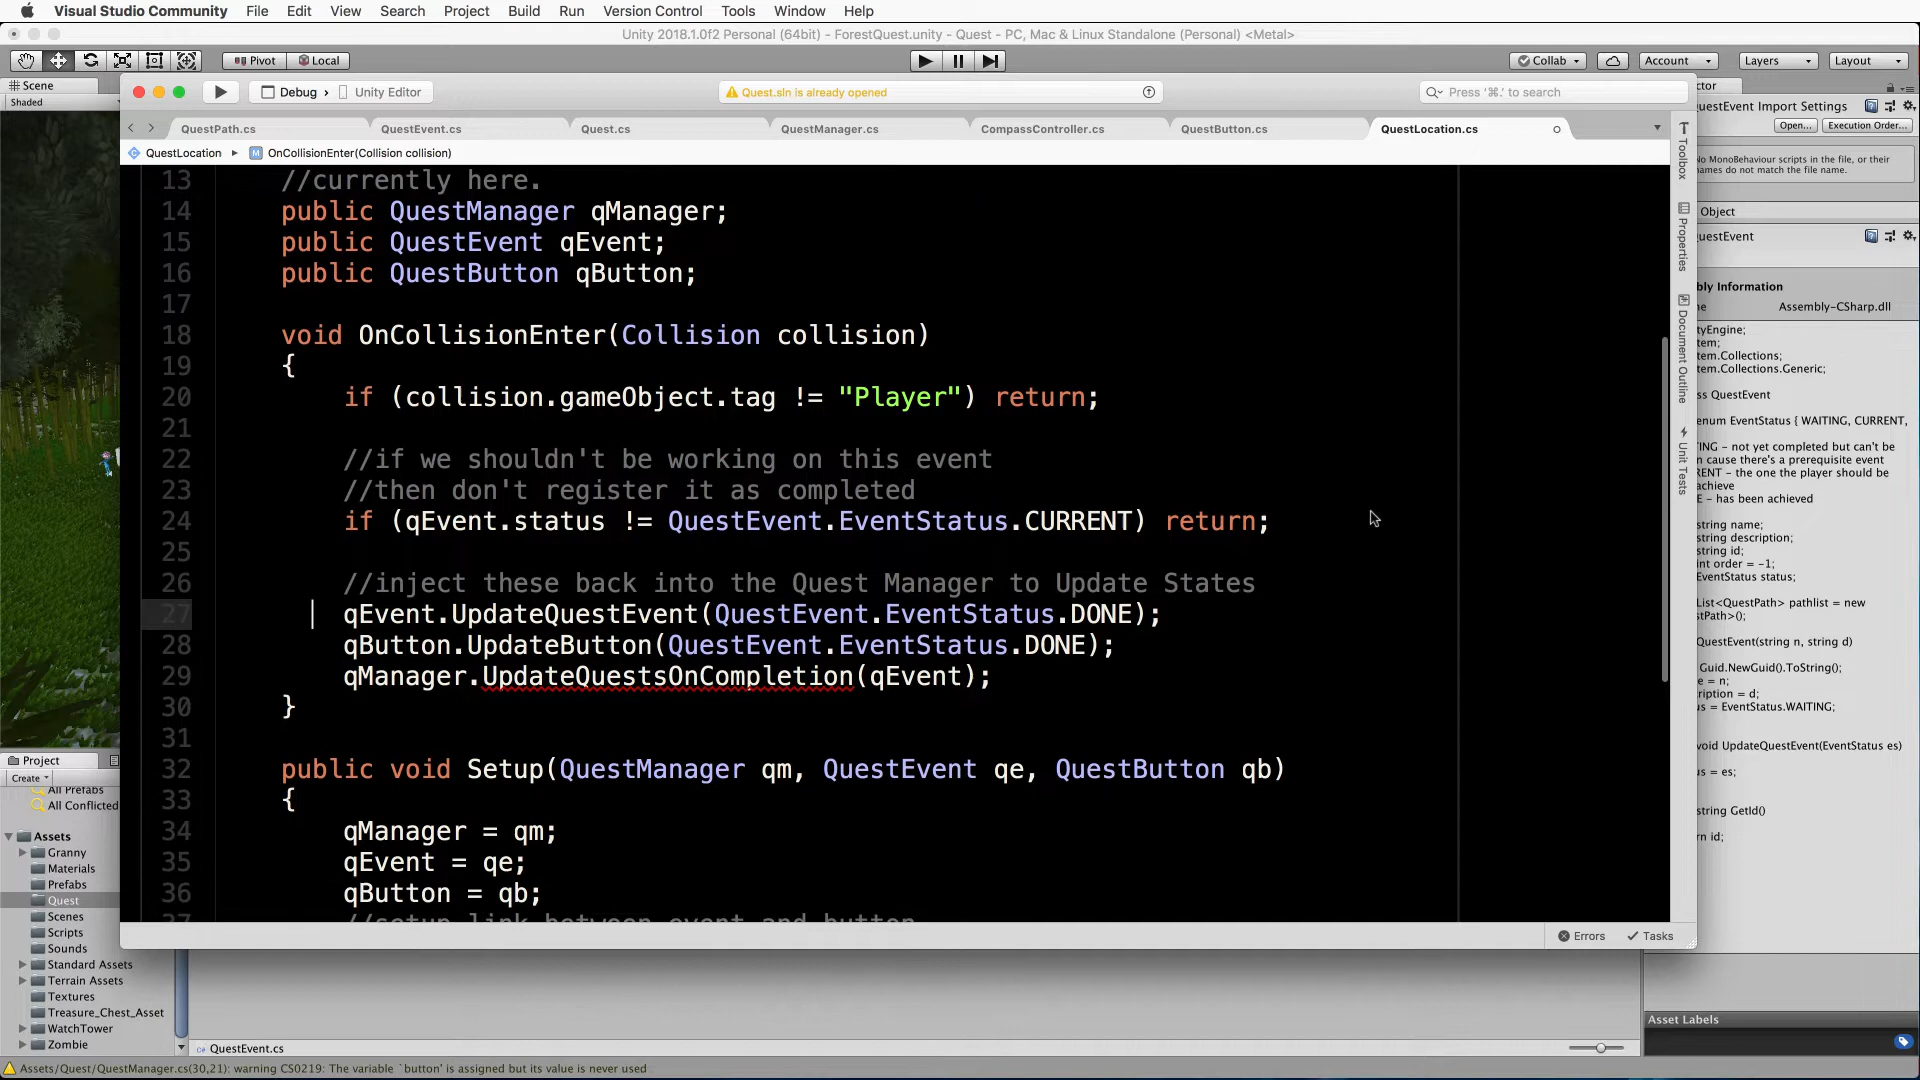 Visual Studio Community File Edit View Search Project Build Run Version Control Tools Window Help
Unity 2018.1.0f2 Personal (64bit) - ForestQuest.unity - Quest - PC, Mac & Linux Standalone (Personal) <Metal>
Pivot Local Collab Account Layers Layout
Scene
Shaded
Debug › Unity Editor
Quest.sln is already opened
Press '⌘.' to search
QuestPath.cs QuestEvent.cs Quest.cs QuestManager.cs CompassController.cs QuestButton.cs QuestLocation.cs
QuestLocation OnCollisionEnter(Collision collision)
13 //currently here.
14 public QuestManager qManager;
15 public QuestEvent qEvent;
16 public QuestButton qButton;
17
18 void OnCollisionEnter(Collision collision)
19 {
20 if (collision.gameObject.tag != "Player") return;
21
22 //if we shouldn't be working on this event
23 //then don't register it as completed
24 if (qEvent.status != QuestEvent.EventStatus.CURRENT) return;
25
26 //inject these back into the Quest Manager to Update States
27 qEvent.UpdateQuestEvent(QuestEvent.EventStatus.DONE);
28 qButton.UpdateButton(QuestEvent.EventStatus.DONE);
29 qManager.UpdateQuestsOnCompletion(qEvent);
30 }
31
32 public void Setup(QuestManager qm, QuestEvent qe, QuestButton qb)
33 {
34 qManager = qm;
35 qEvent = qe;
36 qButton = qb;
37 //setup link between event and button
Errors Tasks
Toolbox
Properties
Document Outline
Unit Tests
ctor
QuestEvent Import Settings
Open... Execution Order...
No MonoBehaviour scripts in the file, or their
names do not match the file name.
Object
uestEvent
bly Information
Assembly-CSharp.dll
tyEngine;
tem;
tem.Collections;
tem.Collections.Generic;
ss QuestEvent
enum EventStatus { WAITING, CURRENT,
ING - not yet completed but can't be
n cause there's a prerequisite event
RENT - the one the player should be
achieve
E - has been achieved
string name;
string description;
string id;
int order = -1;
EventStatus status;
List<QuestPath> pathlist = new
stPath>();
QuestEvent(string n, string d)
Guid.NewGuid().ToString();
e = n;
ription = d;
us = EventStatus.WAITING;
void UpdateQuestEvent(EventStatus es)
us = es;
string GetId()
rn id;
Asset Labels
Project
Create
All Prefabs
All Conflicted
Assets
Granny
Materials
Prefabs
Quest
Scenes
Scripts
Sounds
Standard Assets
Terrain Assets
Textures
Treasure_Chest_Asset
WatchTower
Zombie
QuestEvent.cs
Assets/Quest/QuestManager.cs(30,21): warning CS0219: The variable `button' is assigned but its value is never used